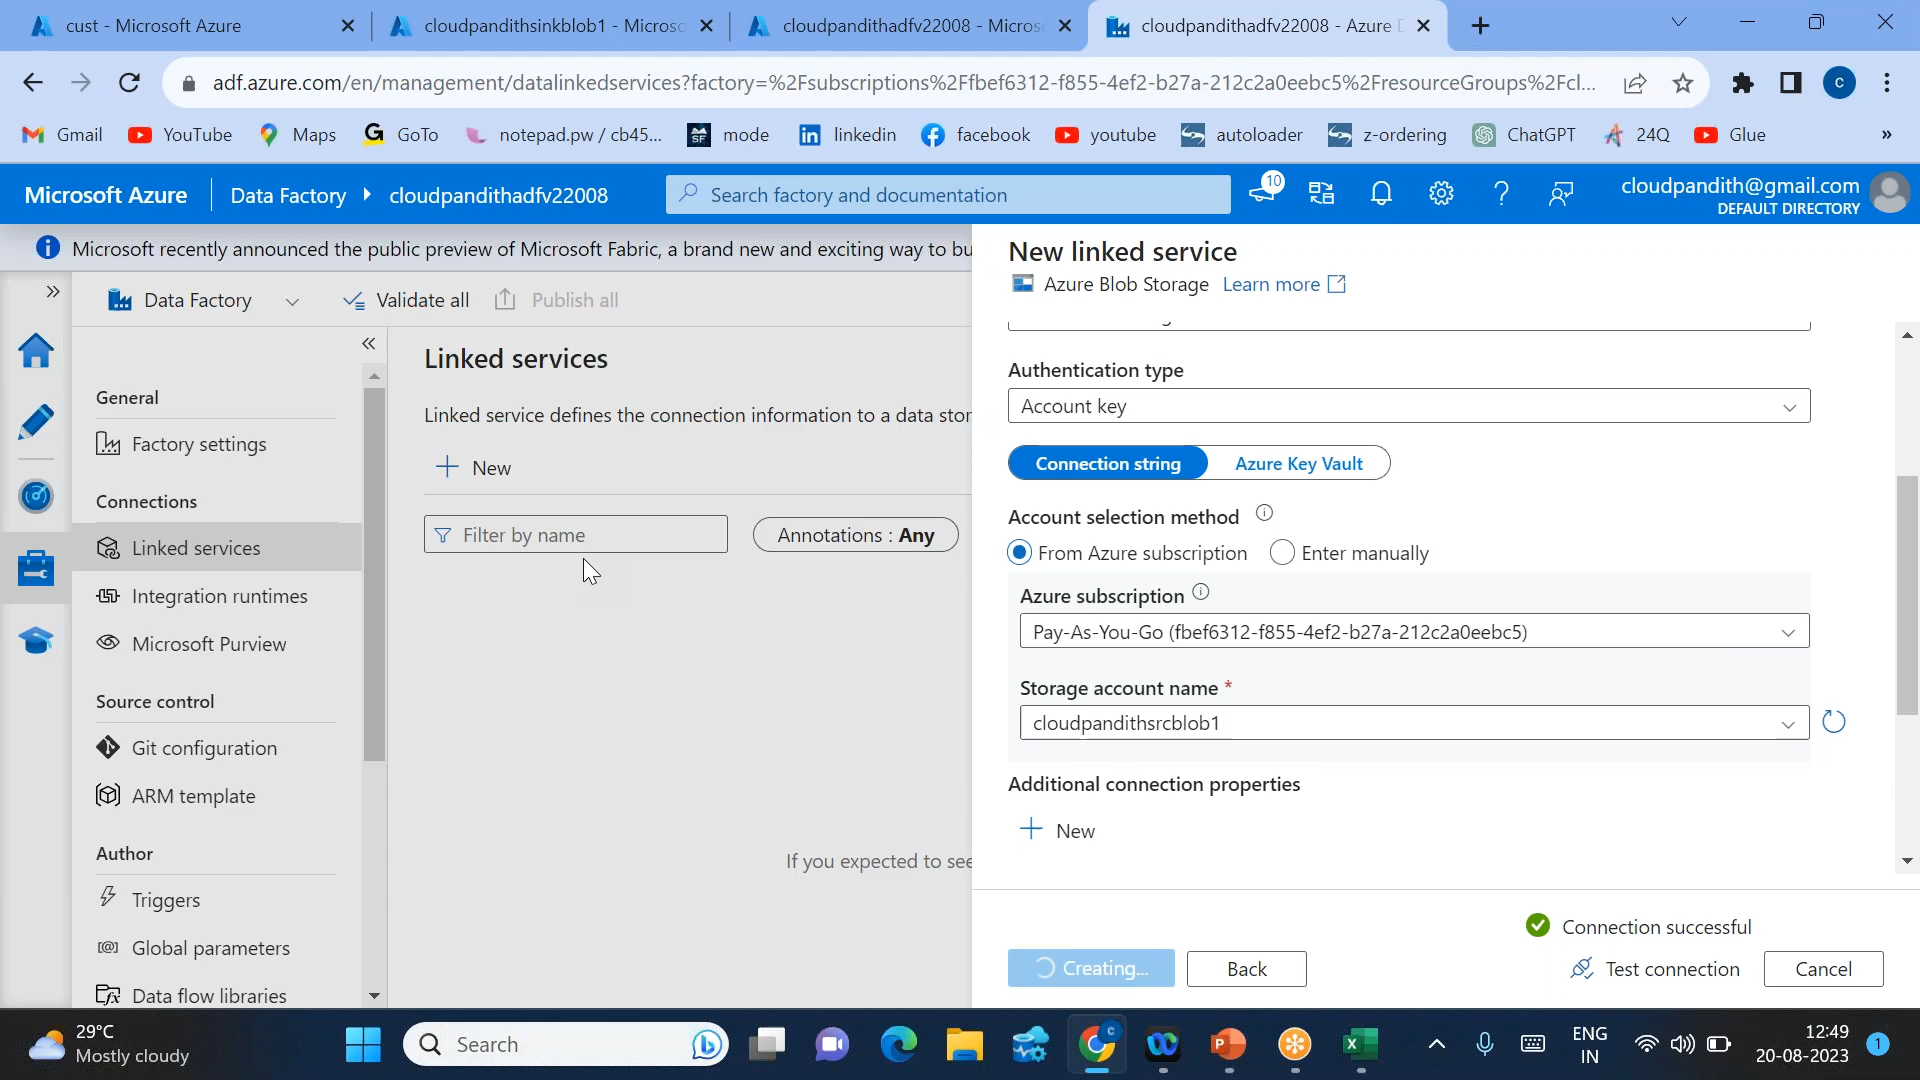 cust - Microsoft Azure
cloudpandithsinkblob1 - Micros
cloudpandithadfv22008 - Micros
cloudpandithadfv22008 - Azure
adf.azure.com/en/management/datalinkedservices?factory=%2Fsubscriptions%2Ffbef6312-f855-4ef2-b27a-212c2a0eebc5%2FresourceGroups%2Fcl...
C
Gmail
YouTube
Maps
GoTo
notepad.pw / cb45...
mode
linkedin
facebook
youtube
autoloader
z-ordering
ChatGPT
24Q
Glue
»
Microsoft Azure
Data Factory
cloudpandithadfv22008
Search factory and documentation
10
cloudpandith@gmail.com
DEFAULT DIRECTORY
Microsoft recently announced the public preview of Microsoft Fabric, a brand new and exciting way to bu
Data Factory
Validate all
Publish all
General
Factory settings
Connections
Linked services
Integration runtimes
Microsoft Purview
Source control
Git configuration
ARM template
Author
Triggers
Global parameters
Data flow libraries
Linked services
Linked service defines the connection information to a data stor
New
Filter by name
Annotations : Any
If you expected to see
New linked service
Azure Blob Storage Learn more
Authentication type
Account key
Connection string
Azure Key Vault
Account selection method
From Azure subscription
Enter manually
Azure subscription
Pay-As-You-Go (fbef6312-f855-4ef2-b27a-212c2a0eebc5)
Storage account name *
cloudpandithsrcblob1
Additional connection properties
New
Connection successful
Creating...
Back
Test connection
Cancel
29°C
Mostly cloudy
Search
ENG
IN
12:49
20-08-2023
1